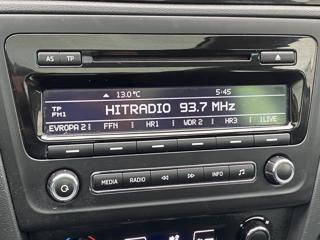 AS TP
13.0°C 5:45
TP
FM1 HITRADIO 93.7 MHz
EVROPA 2 FFN HR1 WDR 2 HR3 1LIVE
MEDIA RADIO INFO